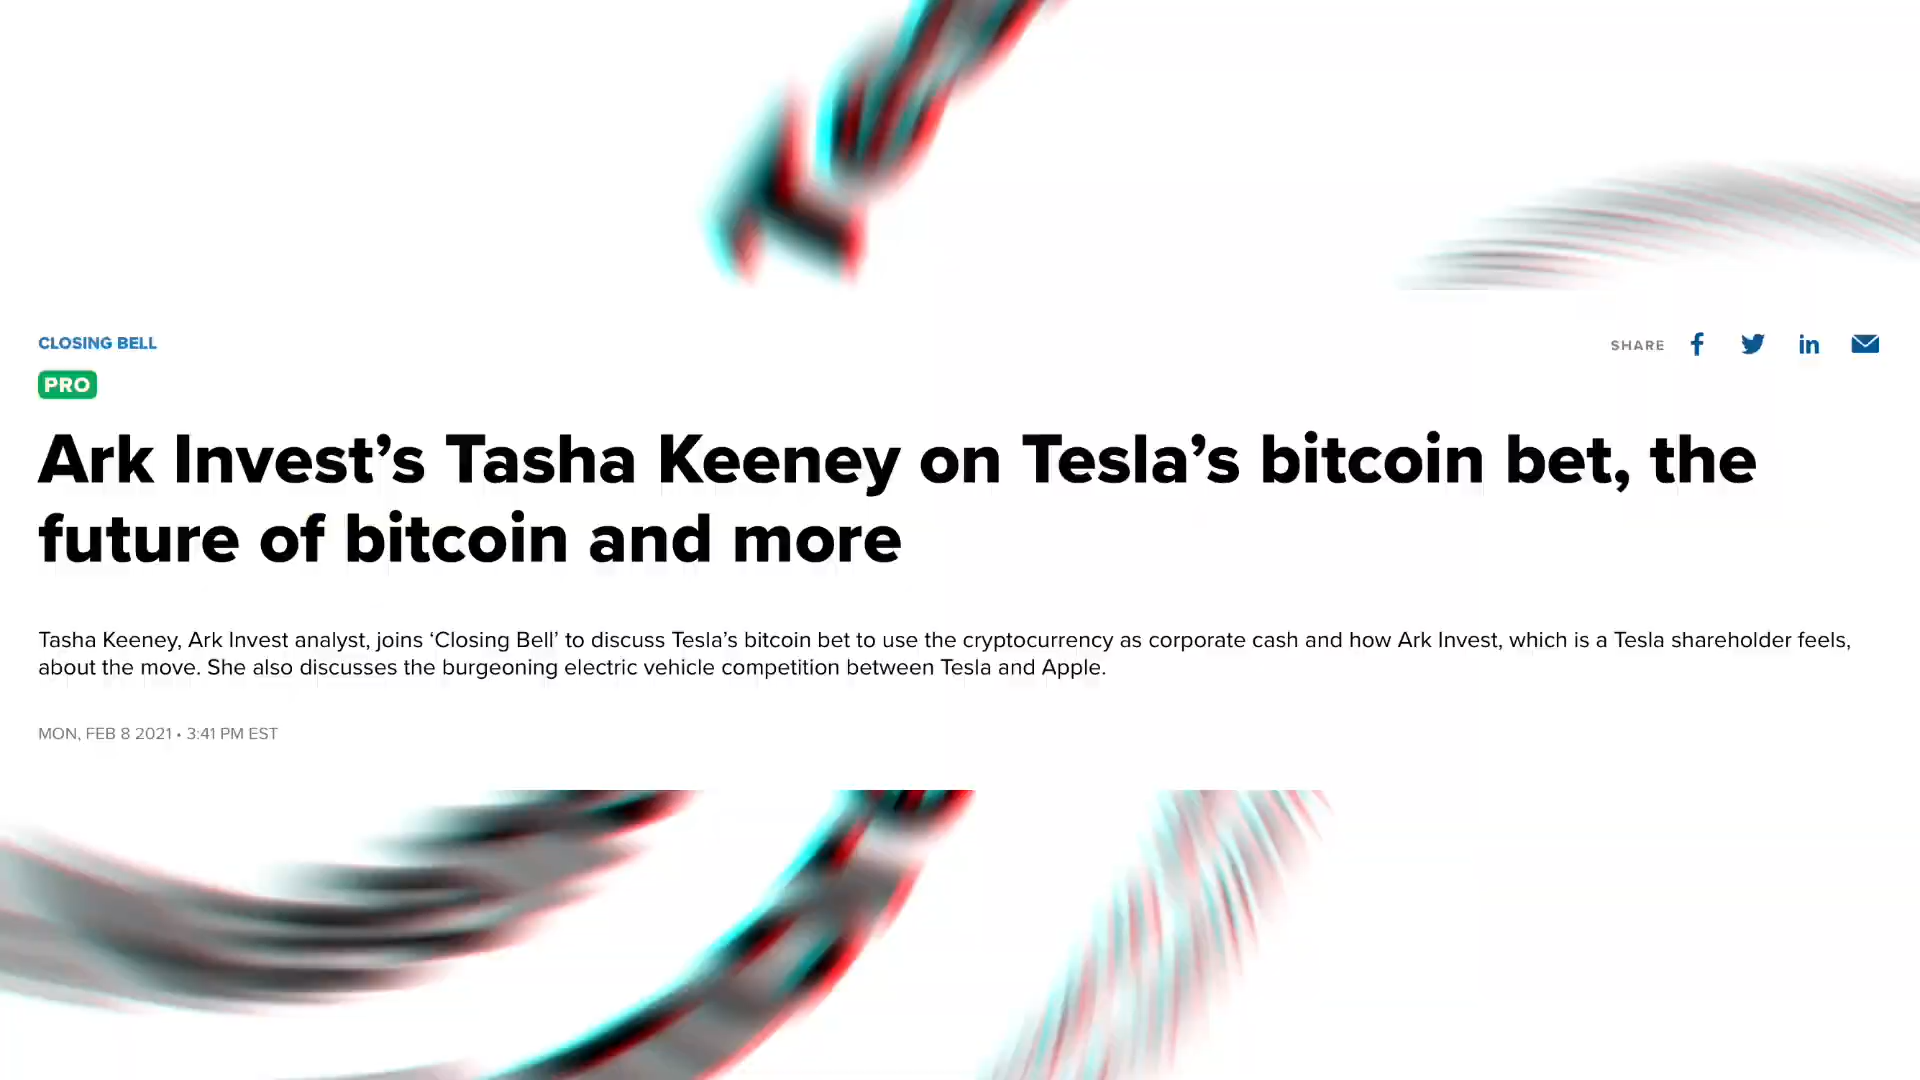 CLOSING BELL
SHARE
PRO
Ark Invest’s Tasha Keeney on Tesla’s bitcoin bet, the
future of bitcoin and more
Tasha Keeney, Ark Invest analyst, joins ‘Closing Bell’ to discuss Tesla’s bitcoin bet to use the cryptocurrency as corporate cash and how Ark Invest, which is a Tesla shareholder feels,
about the move. She also discusses the burgeoning electric vehicle competition between Tesla and Apple.
MON, FEB 8 2021 • 3:41 PM EST